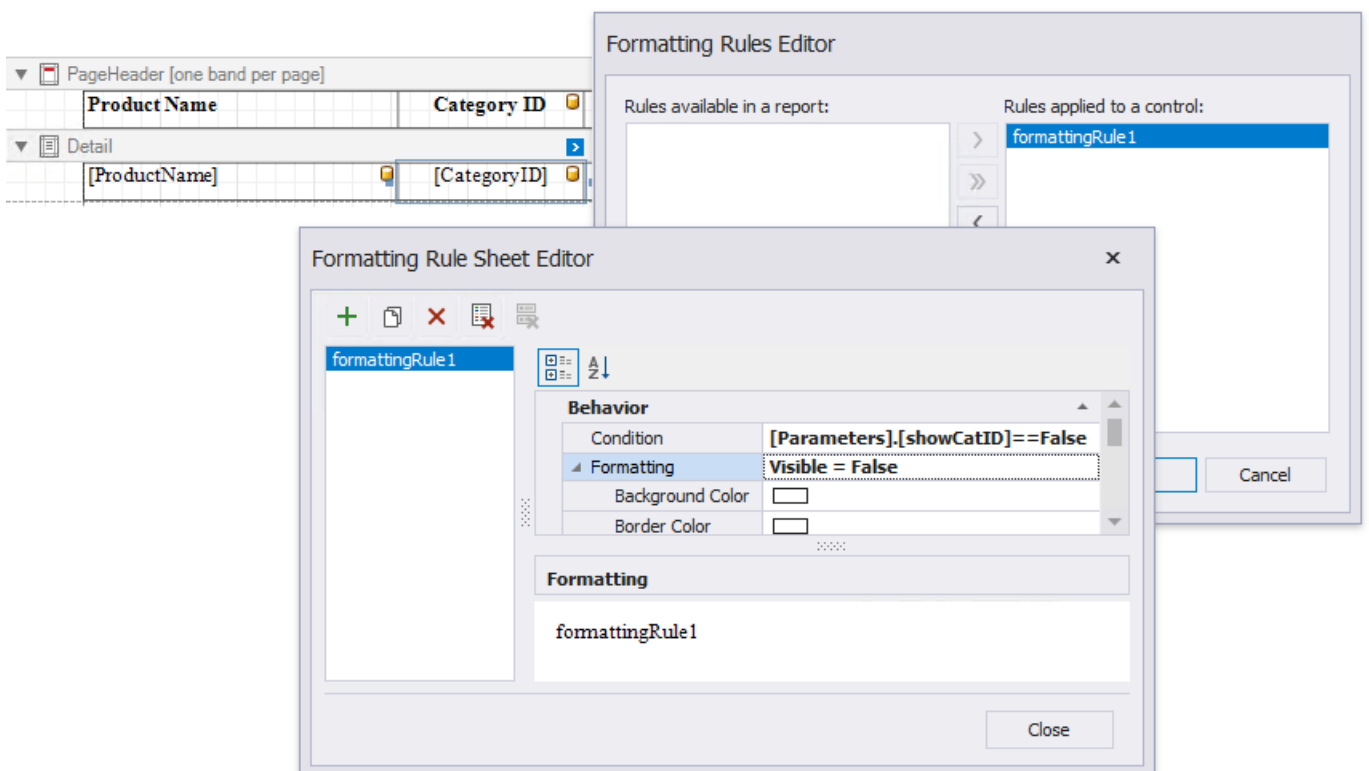 Formatting Rules Editor
PageHeader [one band per page]
Product Name Category ID
Detail
[ProductName] [CategoryID]
Rules available in a report: Rules applied to a control:
formattingRule1
Formatting Rule Sheet Editor
formattingRule1
Behavior
Condition [Parameters].[showCatID]==False
Formatting Visible = False
Background Color
Border Color
Cancel
Formatting
formattingRule1
Close